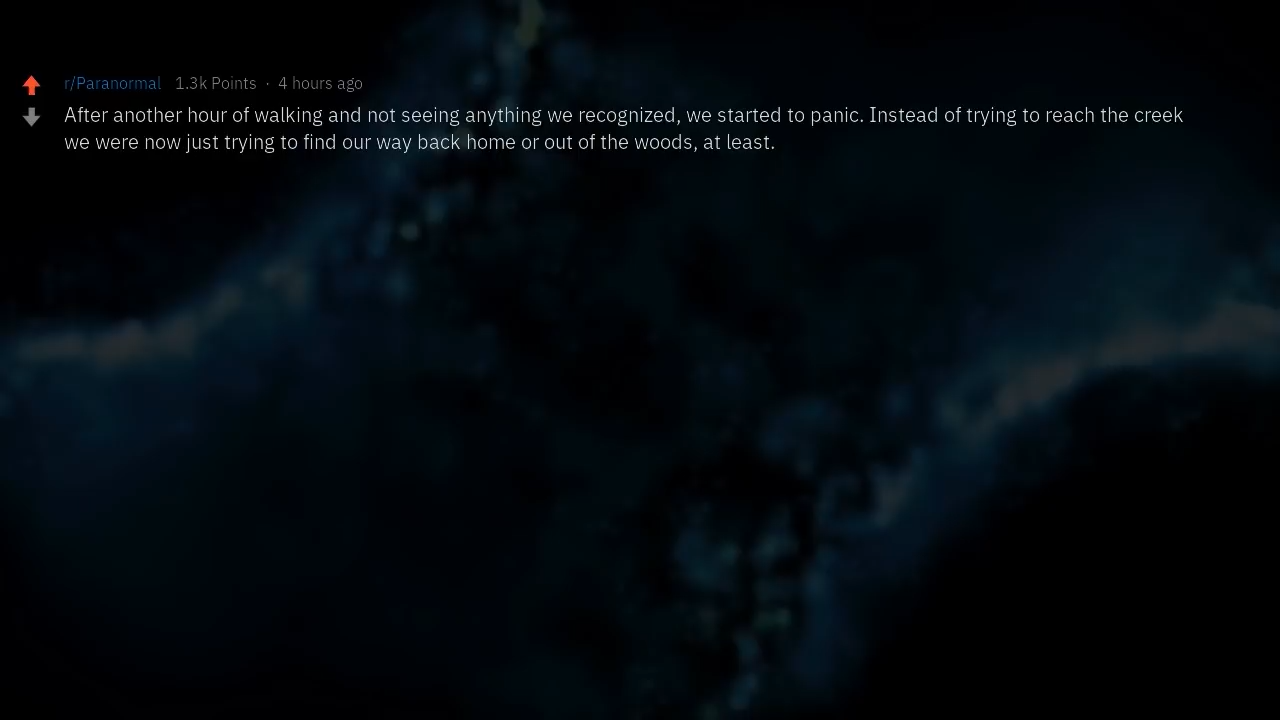 r/Paranormal 1.3k Points · 4 hours ago
After another hour of walking and not seeing anything we recognized, we started to panic. Instead of trying to reach the creek
we were now just trying to find our way back home or out of the woods, at least.